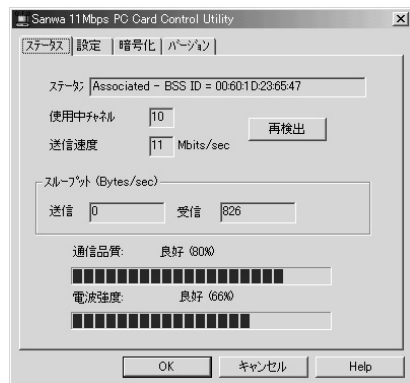 Sanwa 11Mbps PC Card Control Utility
ステータス 設定 暗号化 バージョン
ステータス Associated - BSS ID = 00:60:1D:23:65:47
使用中チャネル 10
再検出
送信速度 11 Mbits/sec
スループット (Bytes/sec)
送信 0 受信 826
通信品質: 良好 (80%)
電波強度: 良好 (66%)
OK キャンセル Help